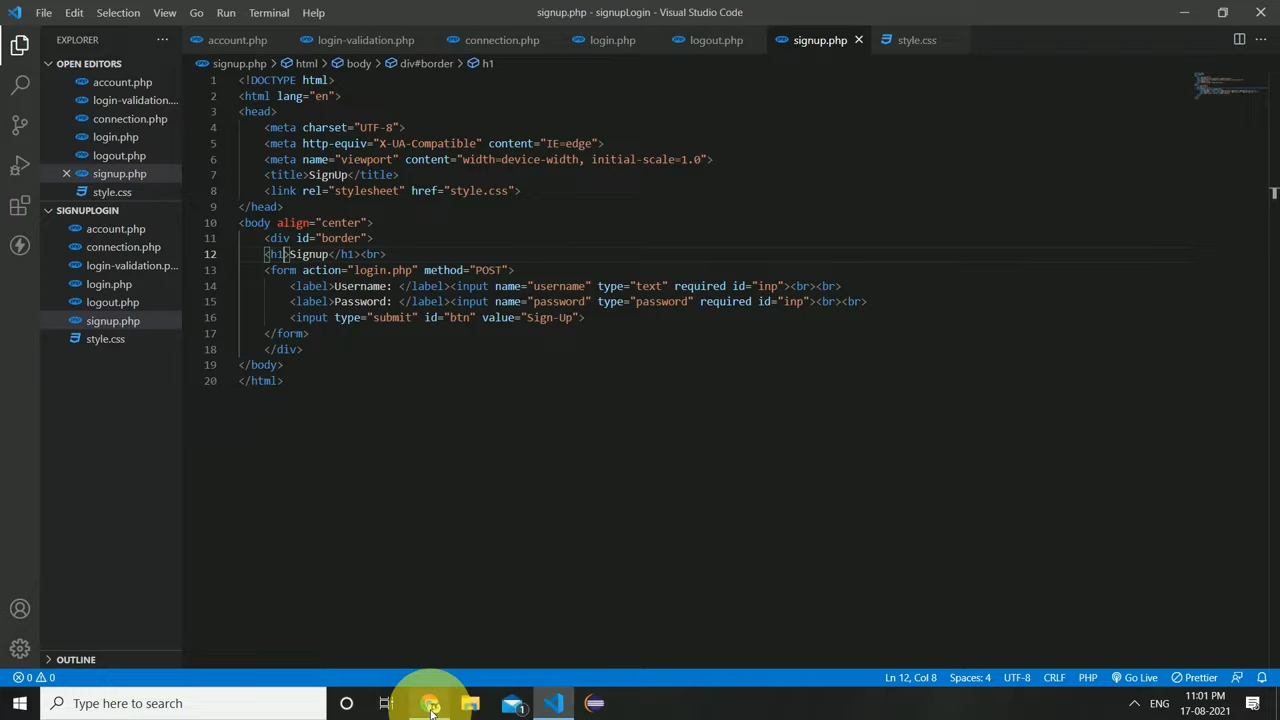 File Edit Selection View Go Run Terminal Help signup.php - signupLogin - Visual Studio Code
EXPLORER
account.php login-validation.php connection.php login.php logout.php signup.php style.css
OPEN EDITORS
account.php
login-validation....
connection.php
login.php
logout.php
signup.php
style.css
SIGNUPLOGIN
account.php
connection.php
login-validation.p...
login.php
logout.php
signup.php
style.css
OUTLINE
signup.php > html > body > div#border > h1
1 <!DOCTYPE html>
2 <html lang="en">
3 <head>
4 <meta charset="UTF-8">
5 <meta http-equiv="X-UA-Compatible" content="IE=edge">
6 <meta name="viewport" content="width=device-width, initial-scale=1.0">
7 <title>SignUp</title>
8 <link rel="stylesheet" href="style.css">
9 </head>
10 <body align="center">
11 <div id="border">
12 <h1>Signup</h1><br>
13 <form action="login.php" method="POST">
14 <label>Username: </label><input name="username" type="text" required id="inp"><br><br>
15 <label>Password: </label><input name="password" type="password" required id="inp"><br><br>
16 <input type="submit" id="btn" value="Sign-Up">
17 </form>
18 </div>
19 </body>
20 </html>
0 0 Ln 12, Col 8 Spaces: 4 UTF-8 CRLF PHP Go Live Prettier
Type here to search 1 ENG 11:01 PM
17-08-2021